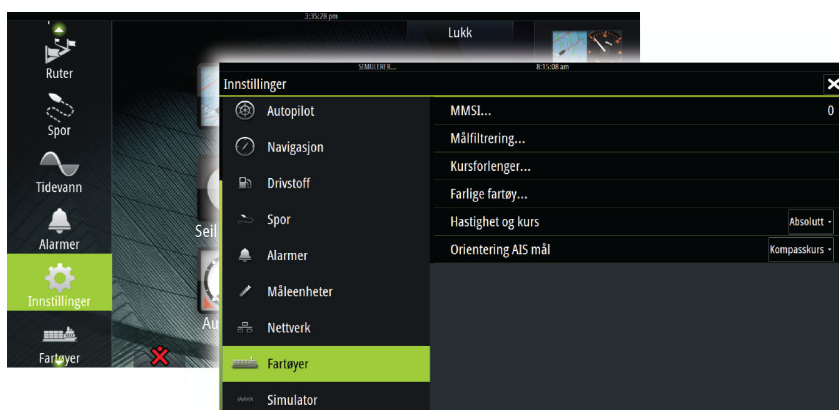 3:35:28 pm
Lukk
Ruter
Spor
Tidevann
Alarmer
Innstillinger
Fartøyer
Seil
Au
SIMULERER...
8:15:08 am
Innstillinger
Autopilot
Navigasjon
Drivstoff
Spor
Alarmer
Måleenheter
Nettverk
Fartøyer
Simulator
MMSI... 0
Målfiltrering...
Kursforlenger...
Farlige fartøy...
Hastighet og kurs Absolutt
Orientering AIS mål Kompasskurs